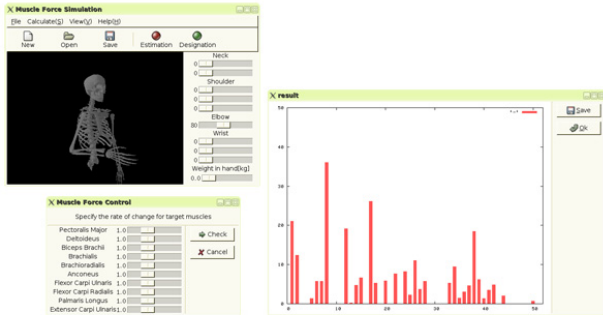 Muscle Force Simulation
File Calculate(S) View(V) Help(H)
New Open Save Estimation Designation
Neck
0
0
Shoulder
0
0
0
Elbow
80
Wrist
0
0
0
Weight in hand[kg]
0.0
Muscle Force Control
Specify the rate of change for target muscles
Pectoralis Major 1.0
Deltoideus 1.0
Biceps Brachii 1.0
Brachialis 1.0
Brachioradialis 1.0
Anconeus 1.0
Flexor Carpi Ulnaris 1.0
Flexor Carpi Radialis 1.0
Palmaris Longus 1.0
Extensor Carpi Ulnaris 1.0
Check
Cancel
result
50
40
30
20
10
0
0 10 20 30 40 50
Save
Ok